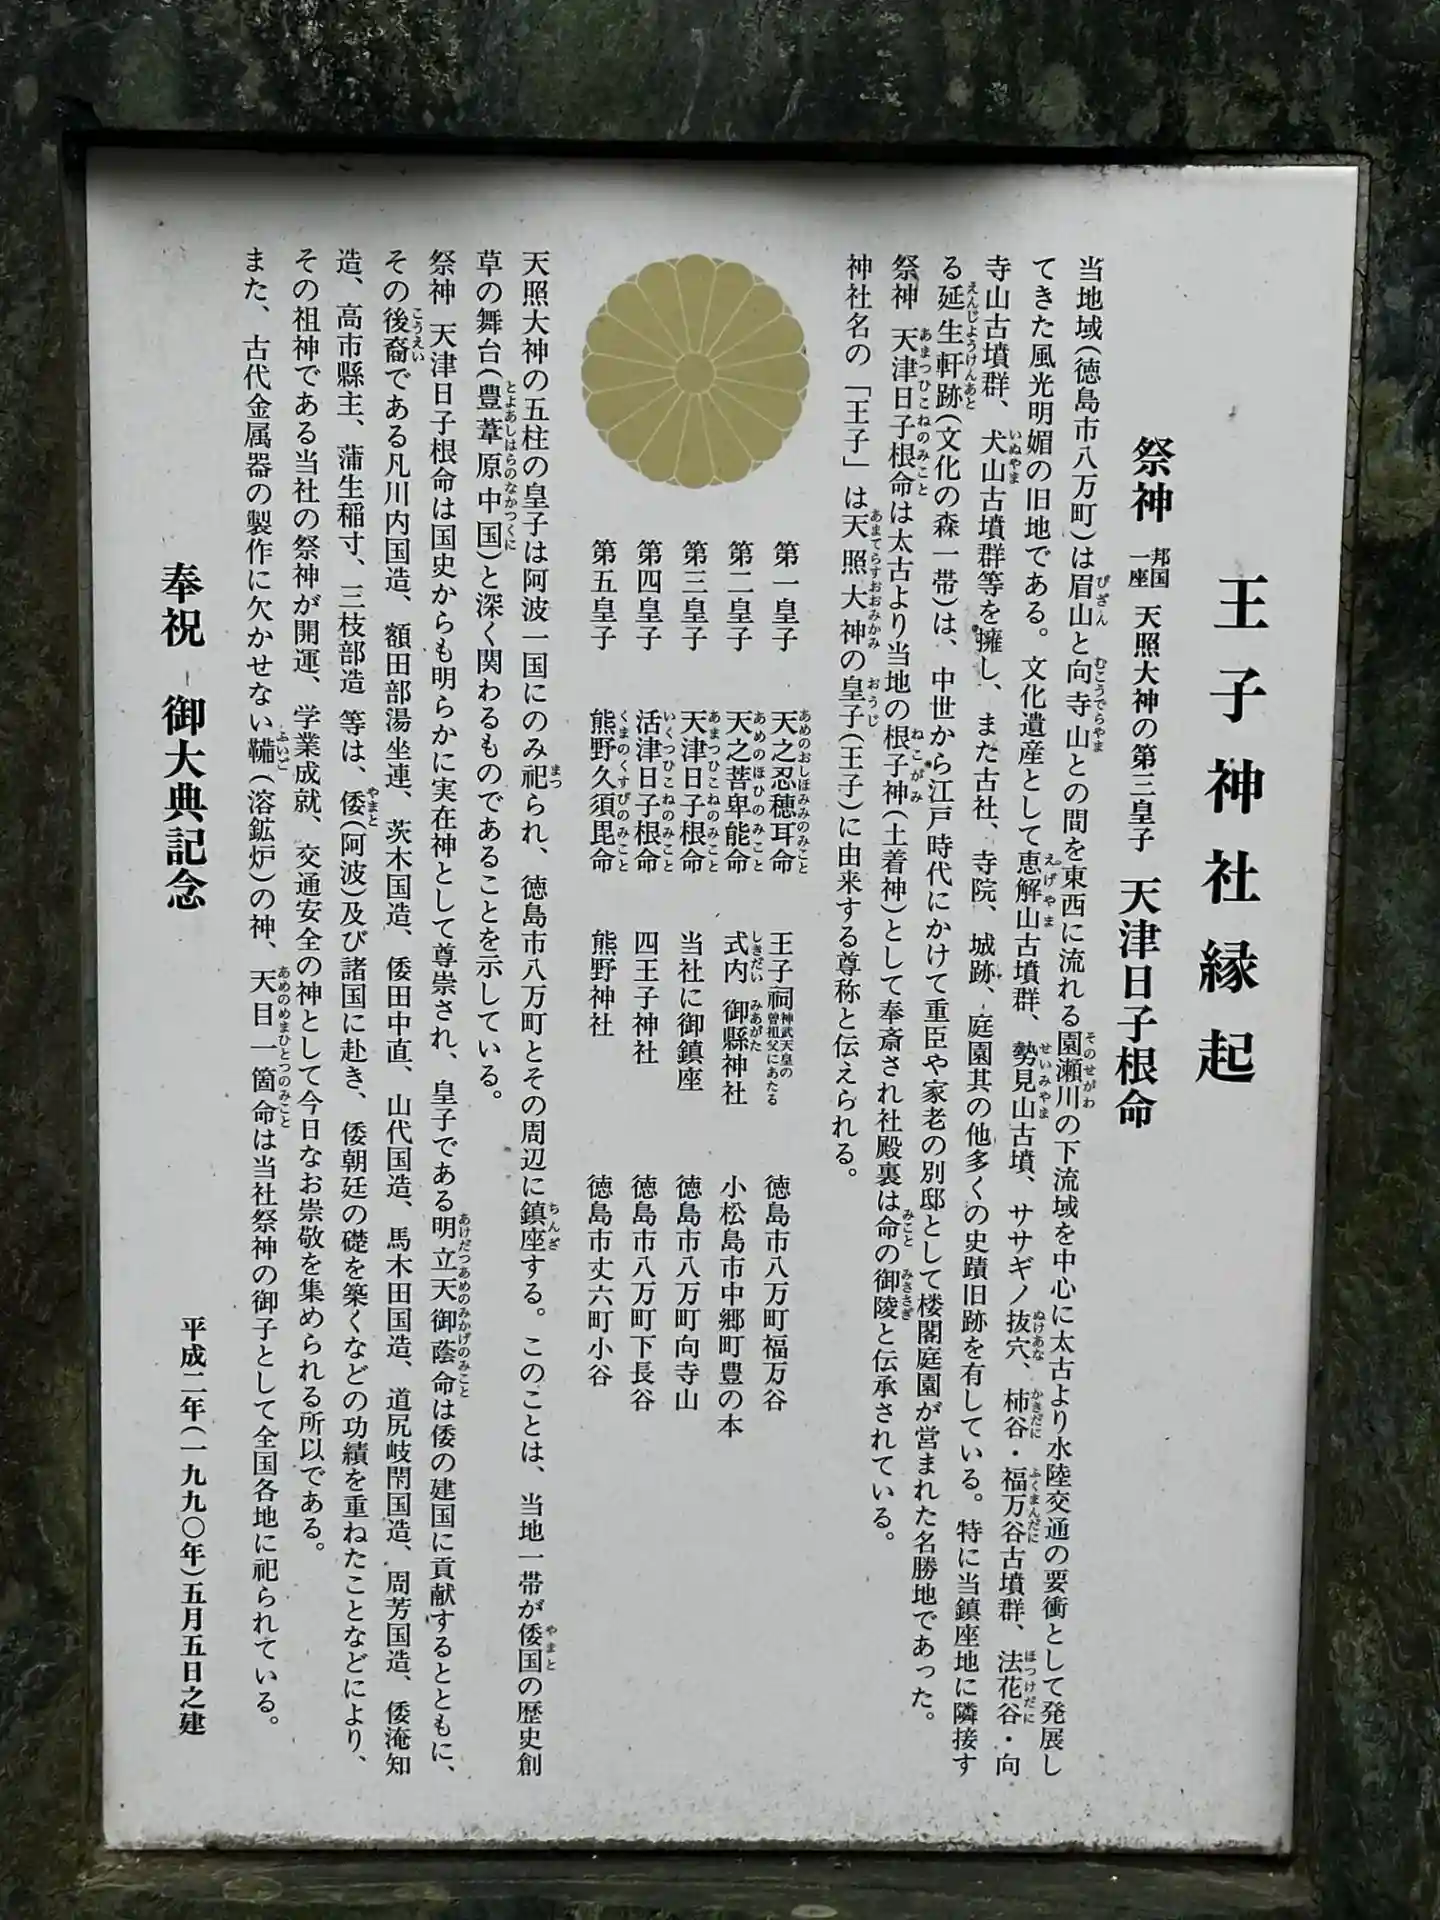 王子神社縁起
祭神 邦国一座 天照大神の第三皇子 天津日子根命
当地域(徳島市八万町)は眉山と向寺山との間を東西に流れる園瀬川の下流域を中心に太古より水陸交通の要衝として発展し
てきた風光明媚の旧地である。文化遺産として恵解山古墳群、勢見山古墳、ササギノ抜穴、柿谷・福万谷古墳群、法花谷・向
寺山古墳群、犬山古墳群等を擁し、また古社、寺院、城跡、庭園其の他多くの史蹟旧跡を有している。特に当鎮座地に隣接す
る延生軒跡(文化の森一帯)は、中世から江戸時代にかけて重臣や家老の別邸として楼閣庭園が営まれた名勝地であった。
祭神 天津日子根命は太古より当地の根子神(土着神)として奉斎され社殿裏は命の御陵と伝承されている。
神社名の「王子」は天照大神の皇子(王子)に由来する尊称と伝えられる。
第一皇子 天之忍穂耳命 王子祠 神武天皇の曽祖父にあたる 徳島市八万町福万谷
第二皇子 天之菩卑能命 式内 御縣神社 小松島市中郷町豊の本
第三皇子 天津日子根命 当社に御鎮座 徳島市八万町向寺山
第四皇子 活津日子根命 四王子神社 徳島市八万町下長谷
第五皇子 熊野久須毘命 熊野神社 徳島市丈六町小谷
天照大神の五柱の皇子は阿波一国にのみ祀られ、徳島市八万町とその周辺に鎮座する。このことは、当地一帯が倭国の歴史創
草の舞台(豊葦原中国)と深く関わるものであることを示している。
祭神 天津日子根命は国史からも明らかに実在神として尊崇され、皇子である明立天御蔭命は倭の建国に貢献するとともに、
その後裔である凡川内国造、額田部湯坐連、茨木国造、倭田中直、山代国造、馬木田国造、道尻岐閇国造、周芳国造、倭淹知
造、高市縣主、蒲生稲寸、三枝部造 等は、倭(阿波)及び諸国に赴き、倭朝廷の礎を築くなどの功績を重ねたことなどにより、
その祖神である当社の祭神が開運、学業成就、交通安全の神として今日なお崇敬を集められる所以である。
また、古代金属器の製作に欠かせない鞴(溶鉱炉)の神、天目一箇命は当社祭神の御子として全国各地に祀られている。
奉祝 御大典記念
平成二年(一九九〇年)五月五日之建